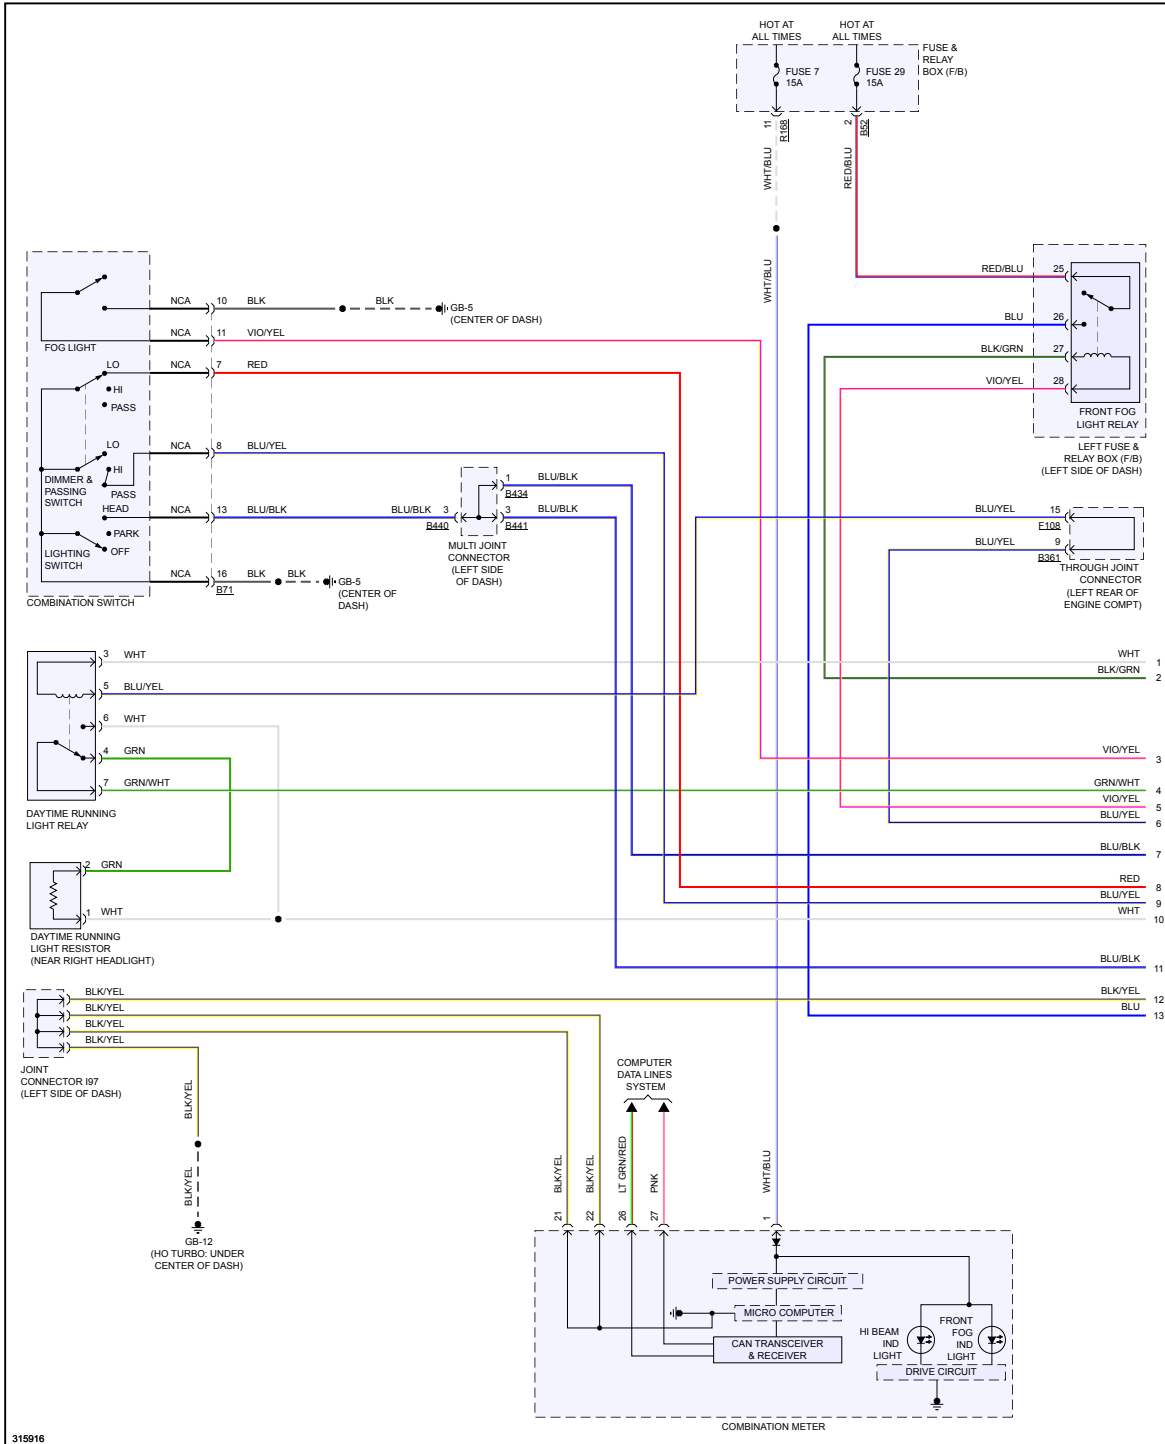 HOT AT
ALL TIMES
HOT AT
ALL TIMES
FUSE &
RELAY
BOX (F/B)
FUSE 7
15A
FUSE 29
15A
11
R168
2
B52
WHT/BLU
RED/BLU
WHT/BLU
NCA
10
BLK
BLK
GB-5
(CENTER OF DASH)
NCA
11
VIO/YEL
FOG LIGHT
LO
HI
PASS
NCA
7
RED
LO
HI
PASS
DIMMER &
PASSING
SWITCH
NCA
8
BLU/YEL
HEAD
PARK
OFF
LIGHTING
SWITCH
NCA
13
BLU/BLK
BLU/BLK
3
B440
1
BLU/BLK
B434
3
BLU/BLK
B441
MULTI JOINT
CONNECTOR
(LEFT SIDE
OF DASH)
NCA
16
BLK
BLK
B71
GB-5
(CENTER OF
DASH)
COMBINATION SWITCH
RED/BLU
25
BLU
26
BLK/GRN
27
VIO/YEL
28
FRONT FOG
LIGHT RELAY
LEFT FUSE &
RELAY BOX (F/B)
(LEFT SIDE OF DASH)
BLU/YEL
15
F108
BLU/YEL
9
B361
THROUGH JOINT
CONNECTOR
(LEFT REAR OF
ENGINE COMPT)
3
WHT
5
BLU/YEL
6
WHT
4
GRN
7
GRN/WHT
DAYTIME RUNNING
LIGHT RELAY
2
GRN
1
WHT
DAYTIME RUNNING
LIGHT RESISTOR
(NEAR RIGHT HEADLIGHT)
WHT
1
BLK/GRN
2
VIO/YEL
3
GRN/WHT
4
VIO/YEL
5
BLU/YEL
6
BLU/BLK
7
RED
8
BLU/YEL
9
WHT
10
BLU/BLK
11
BLK/YEL
12
BLU
13
BLK/YEL
BLK/YEL
BLK/YEL
BLK/YEL
JOINT
CONNECTOR I97
(LEFT SIDE OF DASH)
BLK/YEL
BLK/YEL
GB-12
(HO TURBO: UNDER
CENTER OF DASH)
COMPUTER
DATA LINES
SYSTEM
BLK/YEL
BLK/YEL
LT GRN/RED
PNK
WHT/BLU
21
22
26
27
1
POWER SUPPLY CIRCUIT
MICRO COMPUTER
CAN TRANSCEIVER
& RECEIVER
HI BEAM
IND
LIGHT
FRONT
FOG
IND
LIGHT
DRIVE CIRCUIT
COMBINATION METER
315916